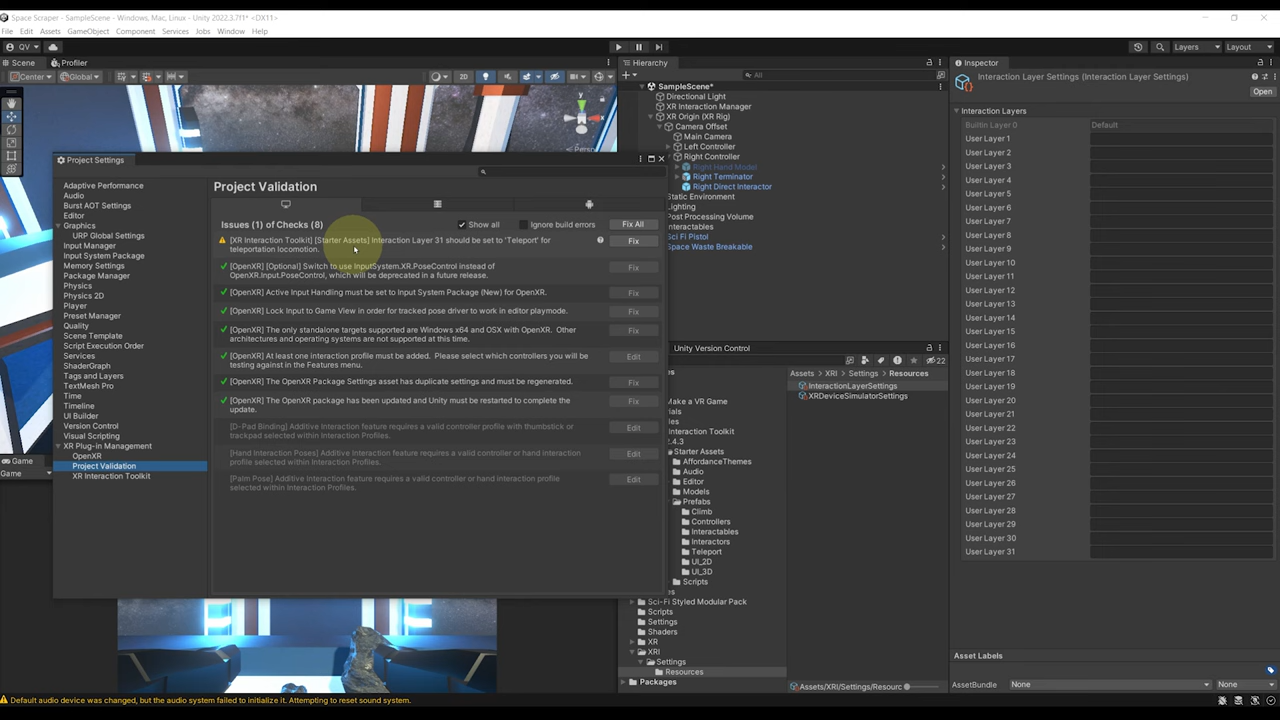 Space Scraper - SampleScene - Windows, Mac, Linux - Unity 2022.3.7f1* <DX11>
File Edit Assets GameObject Component Services Jobs Window Help
QV
Layers
Layout
Scene
Profiler
Center
Global
2D
Persp
Project Settings
Adaptive Performance
Audio
Burst AOT Settings
Editor
Graphics
URP Global Settings
Input Manager
Input System Package
Memory Settings
Package Manager
Physics
Physics 2D
Player
Preset Manager
Quality
Scene Template
Script Execution Order
Services
ShaderGraph
Tags and Layers
TextMesh Pro
Time
Timeline
UI Builder
Version Control
Visual Scripting
XR Plug-in Management
OpenXR
Project Validation
XR Interaction Toolkit
Project Validation
Issues (1) of Checks (8)
Show all
Ignore build errors
Fix All
[XR Interaction Toolkit] [Starter Assets] Interaction Layer 31 should be set to 'Teleport' for
teleportation locomotion.
Fix
[OpenXR] [Optional] Switch to use InputSystem.XR.PoseControl instead of
OpenXR.Input.PoseControl, which will be deprecated in a future release.
Fix
[OpenXR] Active Input Handling must be set to Input System Package (New) for OpenXR.
Fix
[OpenXR] Lock Input to Game View in order for tracked pose driver to work in editor playmode.
Fix
[OpenXR] The only standalone targets supported are Windows x64 and OSX with OpenXR. Other
architectures and operating systems are not supported at this time.
Fix
[OpenXR] At least one interaction profile must be added. Please select which controllers you will be
testing against in the Features menu.
Edit
[OpenXR] The OpenXR Package Settings asset has duplicate settings and must be regenerated.
Fix
[OpenXR] The OpenXR package has been updated and Unity must be restarted to complete the
update.
Fix
[D-Pad Binding] Additive Interaction feature requires a valid controller profile with thumbstick or
trackpad selected within Interaction Profiles.
Edit
[Hand Interaction Poses] Additive Interaction feature requires a valid controller or hand interaction
profile selected within Interaction Profiles.
Edit
[Palm Pose] Additive Interaction feature requires a valid controller or hand interaction profile
selected within Interaction Profiles.
Edit
Game
Game
Hierarchy
All
SampleScene*
Directional Light
XR Interaction Manager
XR Origin (XR Rig)
Camera Offset
Main Camera
Left Controller
Right Controller
Right Hand Model
Right Terminator
Right Direct Interactor
Static Environment
Lighting
Post Processing Volume
Sci Fi Pistol
Space Waste Breakable
Unity Version Control
22
Make a VR Game
Interaction Toolkit
2.4.3
Starter Assets
AffordanceThemes
Audio
Editor
Models
Prefabs
Climb
Controllers
Interactables
Interactors
Teleport
UI_2D
UI_3D
Scripts
Sci-Fi Styled Modular Pack
Scripts
Settings
Shaders
XR
XRI
Settings
Resources
Packages
Assets > XRI > Settings > Resources
InteractionLayerSettings
XRDeviceSimulatorSettings
Assets/XRI/Settings/Resourc
Inspector
Interaction Layer Settings (Interaction Layer Settings)
Open
Interaction Layers
Builtin Layer 0 Default
User Layer 1
User Layer 2
User Layer 3
User Layer 4
User Layer 5
User Layer 6
User Layer 7
User Layer 8
User Layer 9
User Layer 10
User Layer 11
User Layer 12
User Layer 13
User Layer 14
User Layer 15
User Layer 16
User Layer 17
User Layer 18
User Layer 19
User Layer 20
User Layer 21
User Layer 22
User Layer 23
User Layer 24
User Layer 25
User Layer 26
User Layer 27
User Layer 28
User Layer 29
User Layer 30
User Layer 31
Asset Labels
AssetBundle None None
Default audio device was changed, but the audio system failed to initialize it. Attempting to reset sound system.